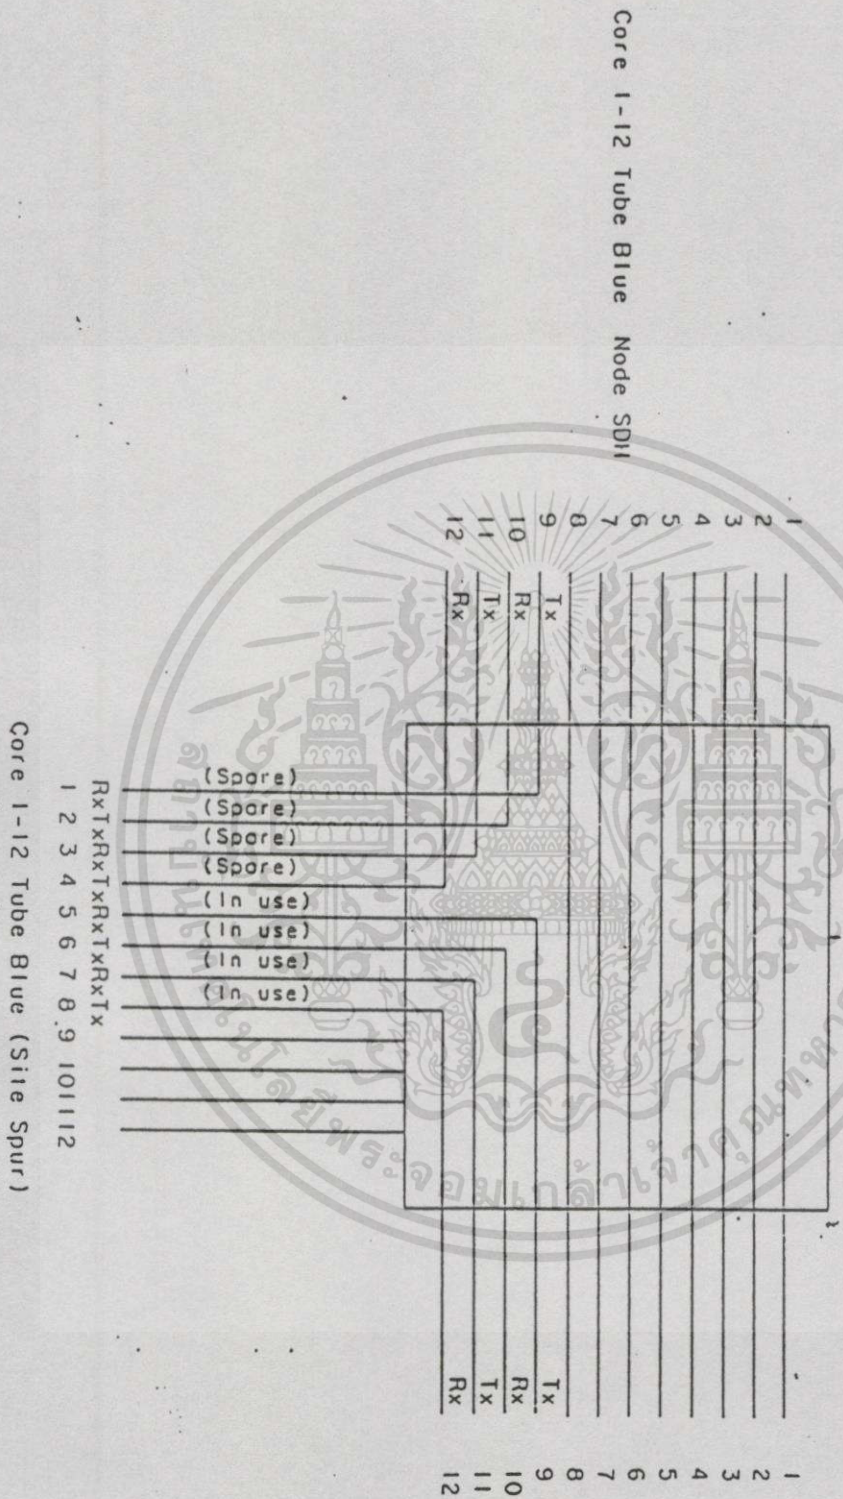 Core 1-12 Tube Blue Node SDH
1
2
3
4
5
6
7
8
9 Tx
10 Rx
11 Tx
12 Rx
1
2
3
4
5
6
7
8
Tx 9
Rx 10
Tx 11
Rx 12
(Spare)
(Spare)
(Spare)
(Spare)
(In use)
(In use)
(In use)
(In use)
RxTxRxTxRxTxRxTx
1 2 3 4 5 6 7 8 9 10 11 12
Core 1-12 Tube Blue (Site Spur)